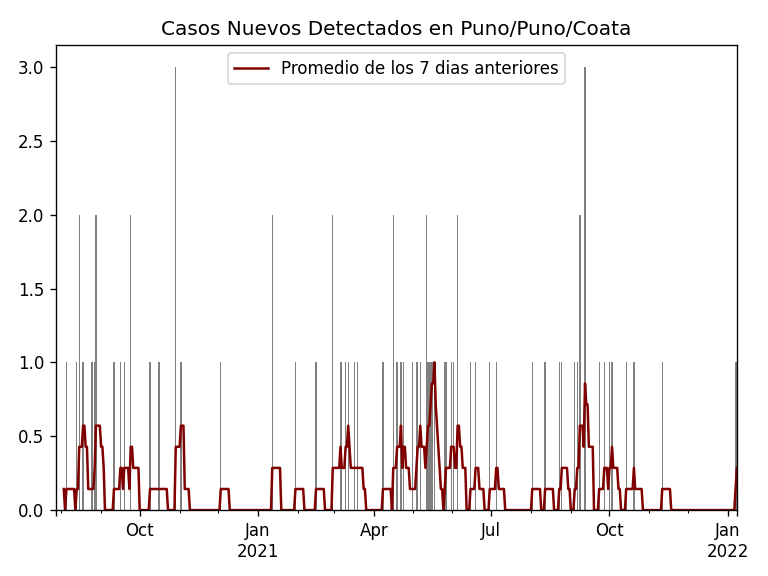 Casos Nuevos Detectados en Puno/Puno/Coata
Promedio de los 7 dias anteriores
3.0
2.5
2.0
1.5
1.0
0.5
0.0
Oct
Jan
2021
Apr
Jul
Oct
Jan
2022